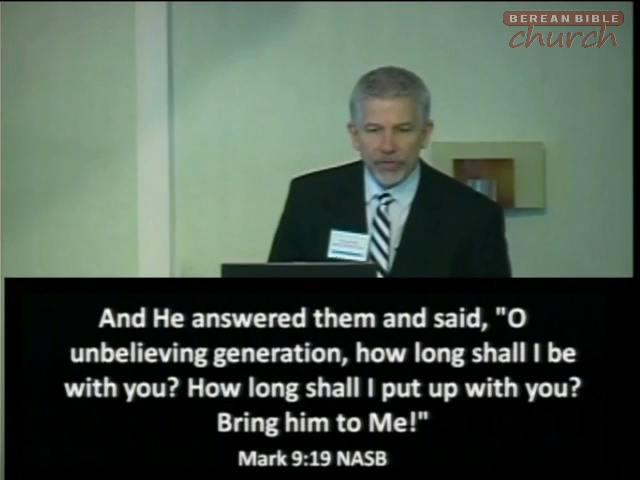 BEREAN BIBLE
church
And He answered them and said, "O
unbelieving generation, how long shall I be
with you? How long shall I put up with you?
Bring him to Me!"
Mark 9:19 NASB